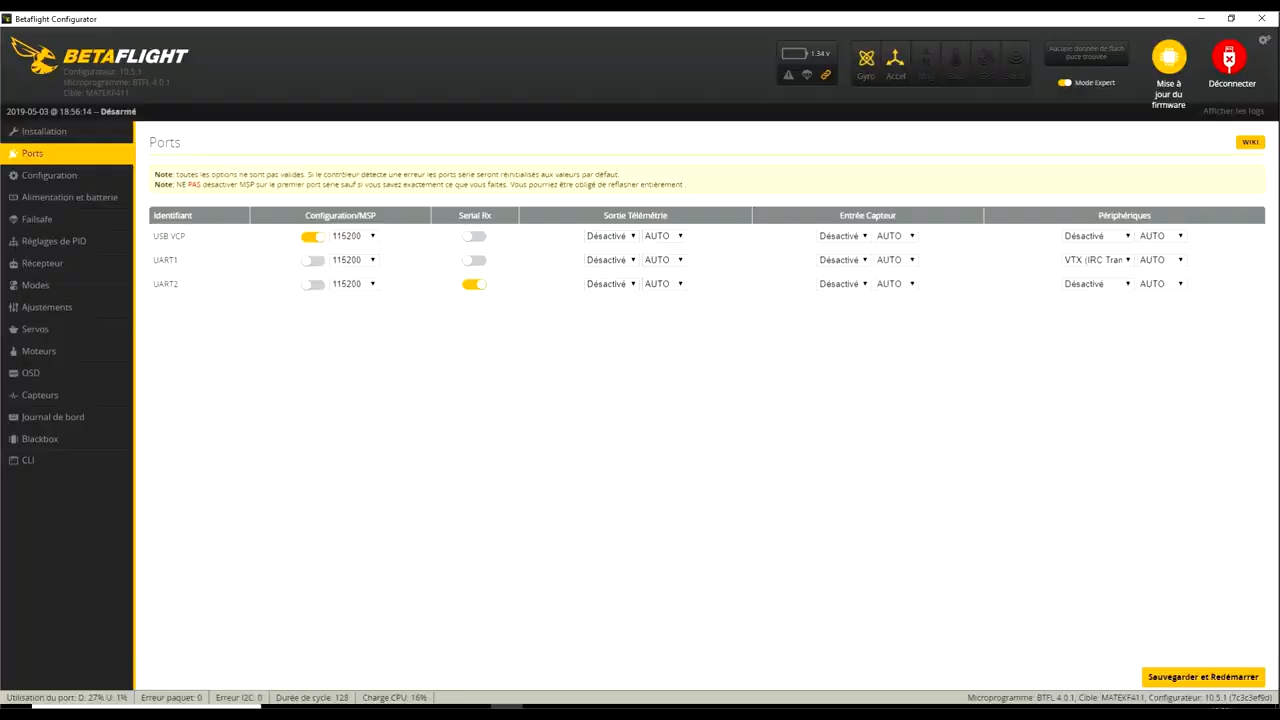 Betaflight Configurator
BETAFLIGHT
Configurateur: 10.5.1
Microprogramme: BTFL 4.0.1
Cible: MATEKF411
1.34 v
Gyro
Accel
Aucune donnée de flash
puce trouvée
Mode Expert
Mise à
jour du
firmware
Déconnecter
2019-05-03 @ 18:56:14 -- Désarmé
Afficher les logs
Installation
Ports
Configuration
Alimentation et batterie
Failsafe
Réglages de PID
Récepteur
Modes
Ajustements
Servos
Moteurs
OSD
Capteurs
Journal de bord
Blackbox
CLI
Ports
WIKI
Note: toutes les options ne sont pas valides. Si le contrôleur détecte une erreur les ports série seront réinitialisés aux valeurs par défaut.
Note: NE PAS désactiver MSP sur le premier port série sauf si vous savez exactement ce que vous faites. Vous pourriez être obligé de reflasher entièrement .
Identifiant Configuration/MSP Serial Rx Sortie Télémétrie Entrée Capteur Périphériques
USB VCP 115200 Désactivé AUTO Désactivé AUTO Désactivé AUTO
UART1 115200 Désactivé AUTO Désactivé AUTO VTX (IRC Tran AUTO
UART2 115200 Désactivé AUTO Désactivé AUTO Désactivé AUTO
Sauvegarder et Redémarrer
Utilisation du port: D: 27% U: 1% Erreur paquet: 0 Erreur I2C: 0 Durée de cycle: 128 Charge CPU: 16% Microprogramme: BTFL 4.0.1, Cible: MATEKF411, Configurateur: 10.5.1 (7c3c3ef9d)